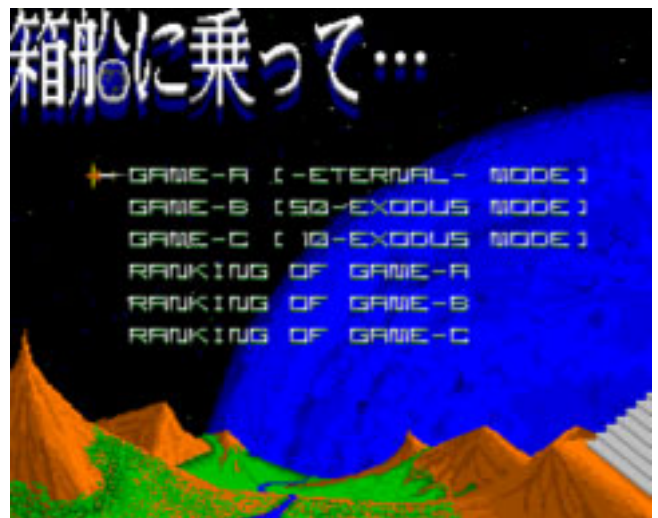 箱船に乗って…
GAME-A [-ETERNAL- MODE]
GAME-B [50-EXODUS MODE]
GAME-C [ 10-EXODUS MODE]
RANKING OF GAME-A
RANKING OF GAME-B
RANKING OF GAME-C